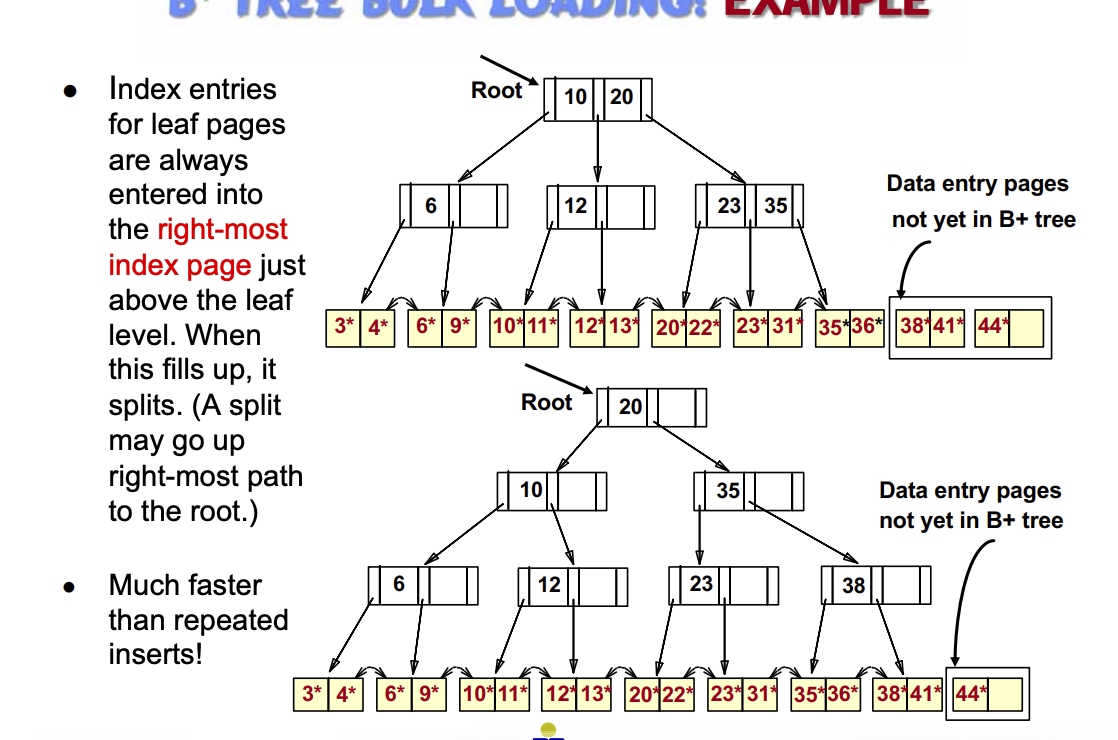 B+ TREE BULK LOADING: EXAMPLE
● Index entries
for leaf pages
are always
entered into
the right-most
index page just
above the leaf
level. When
this fills up, it
splits. (A split
may go up
right-most path
to the root.)
● Much faster
than repeated
inserts!
Root
10 20
6
12
23 35
Data entry pages
not yet in B+ tree
3* 4* 6* 9* 10* 11* 12* 13* 20* 22* 23* 31* 35* 36* 38* 41* 44*
Root
20
10
35
Data entry pages
not yet in B+ tree
6
12
23
38
3* 4* 6* 9* 10* 11* 12* 13* 20* 22* 23* 31* 35* 36* 38* 41* 44*